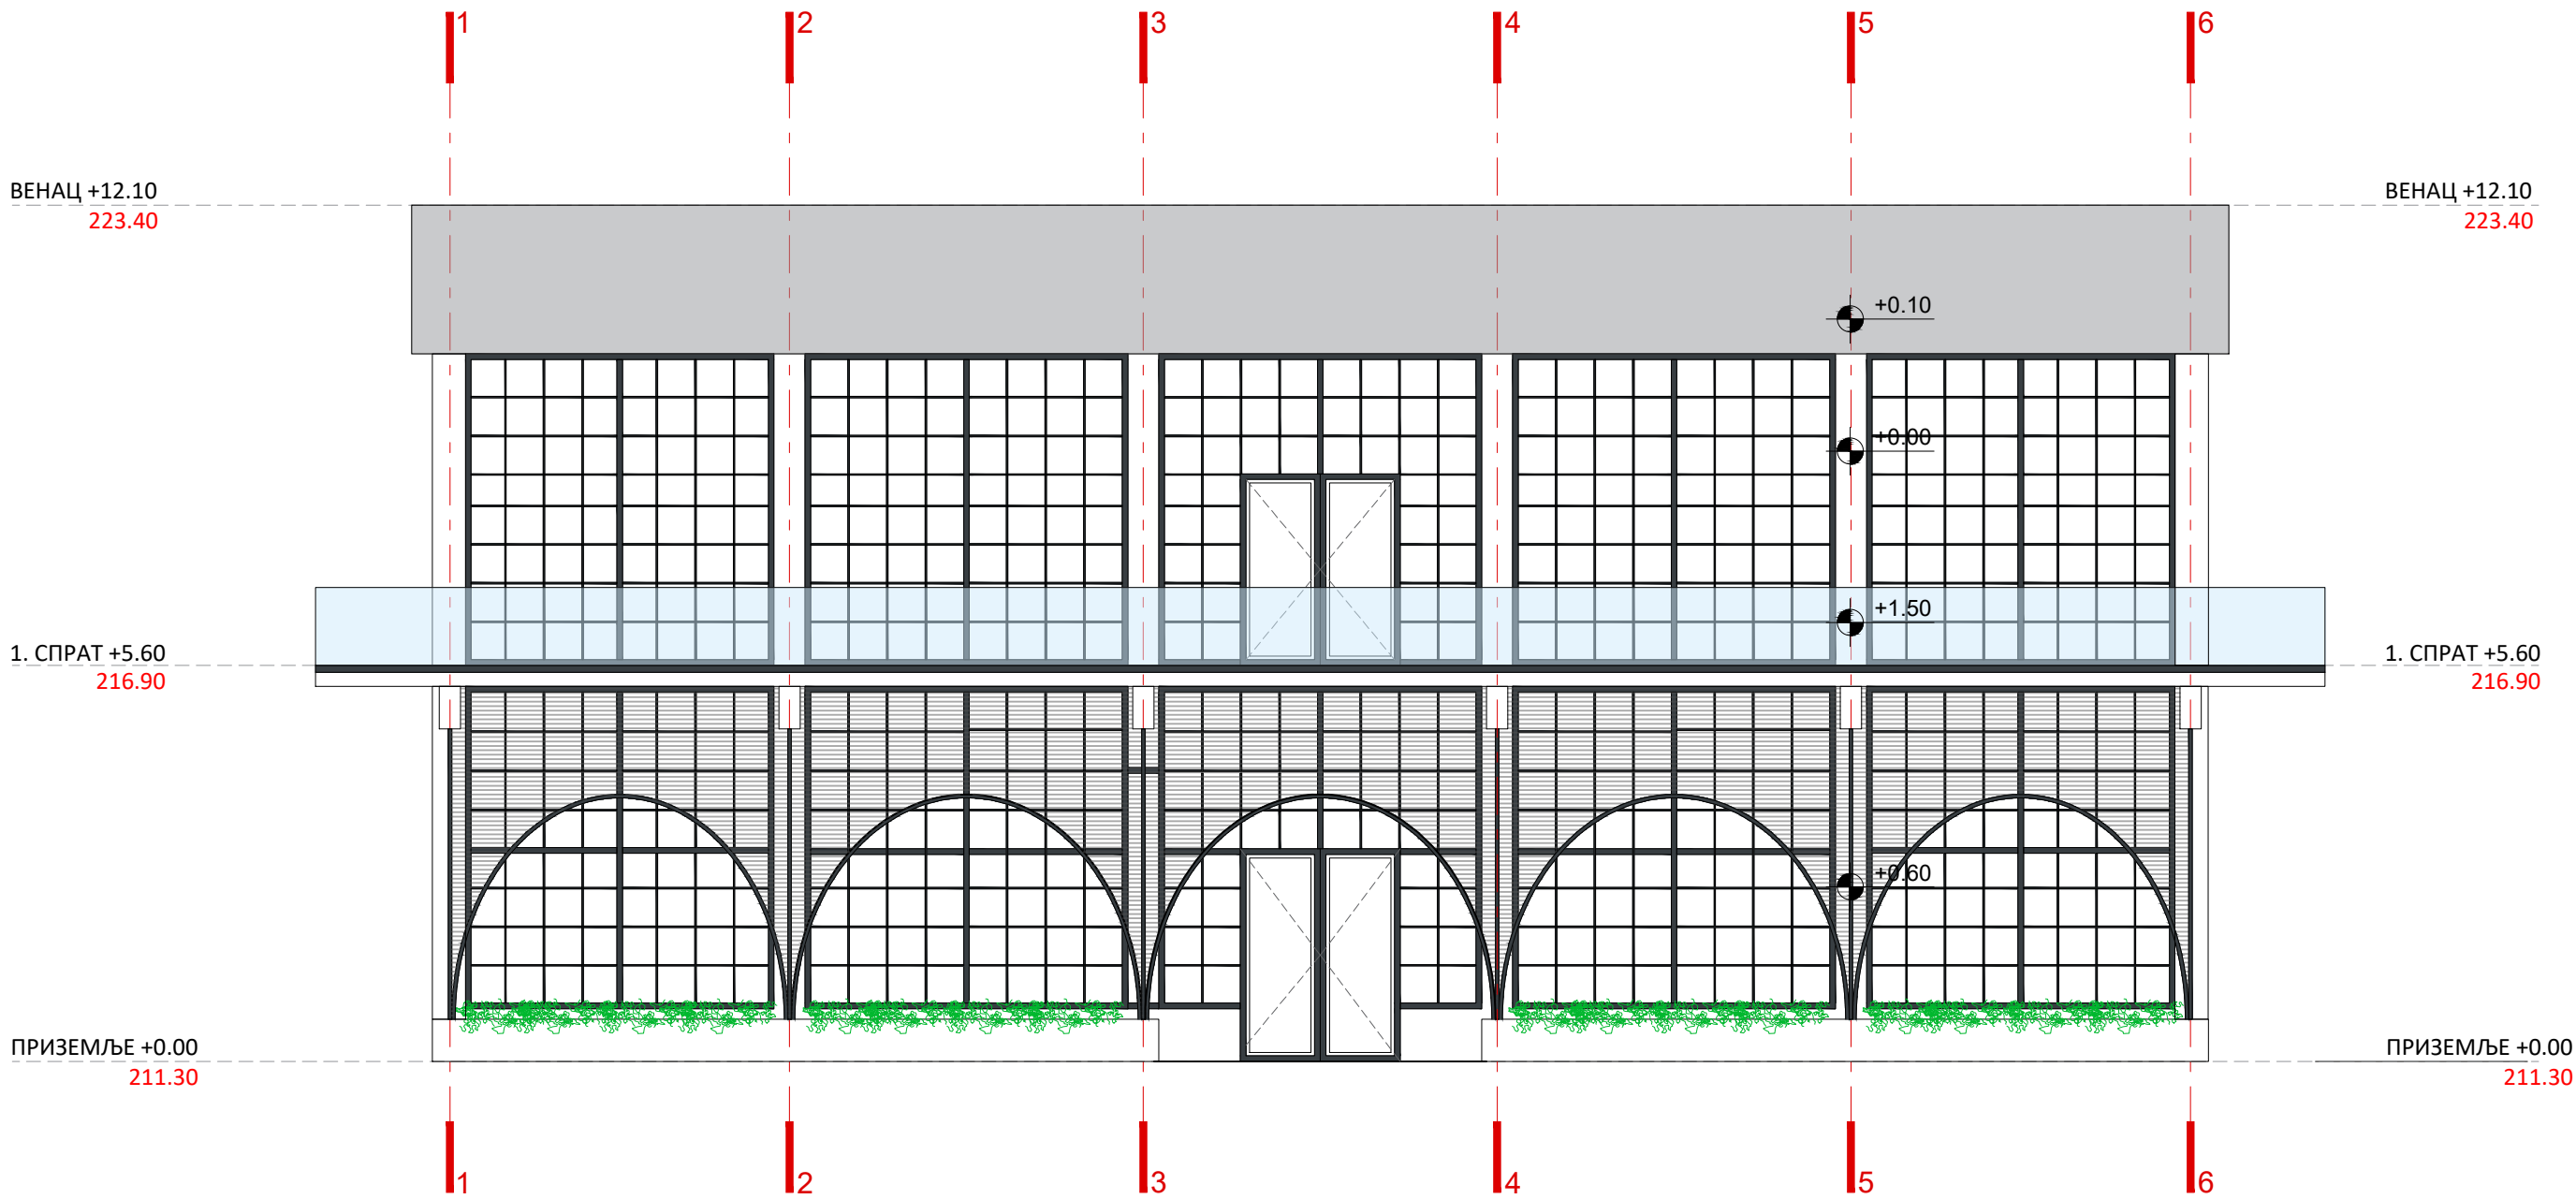 1 2 3 4 5 6
ВЕНАЦ +12.10 ВЕНАЦ +12.10
223.40 223.40
+0.10
+0.00
+1.50
1. СПРАТ +5.60 1. СПРАТ +5.60
216.90 216.90
+0.60
ПРИЗЕМЉЕ +0.00 ПРИЗЕМЉЕ +0.00
211.30 211.30
1 2 3 4 5 6